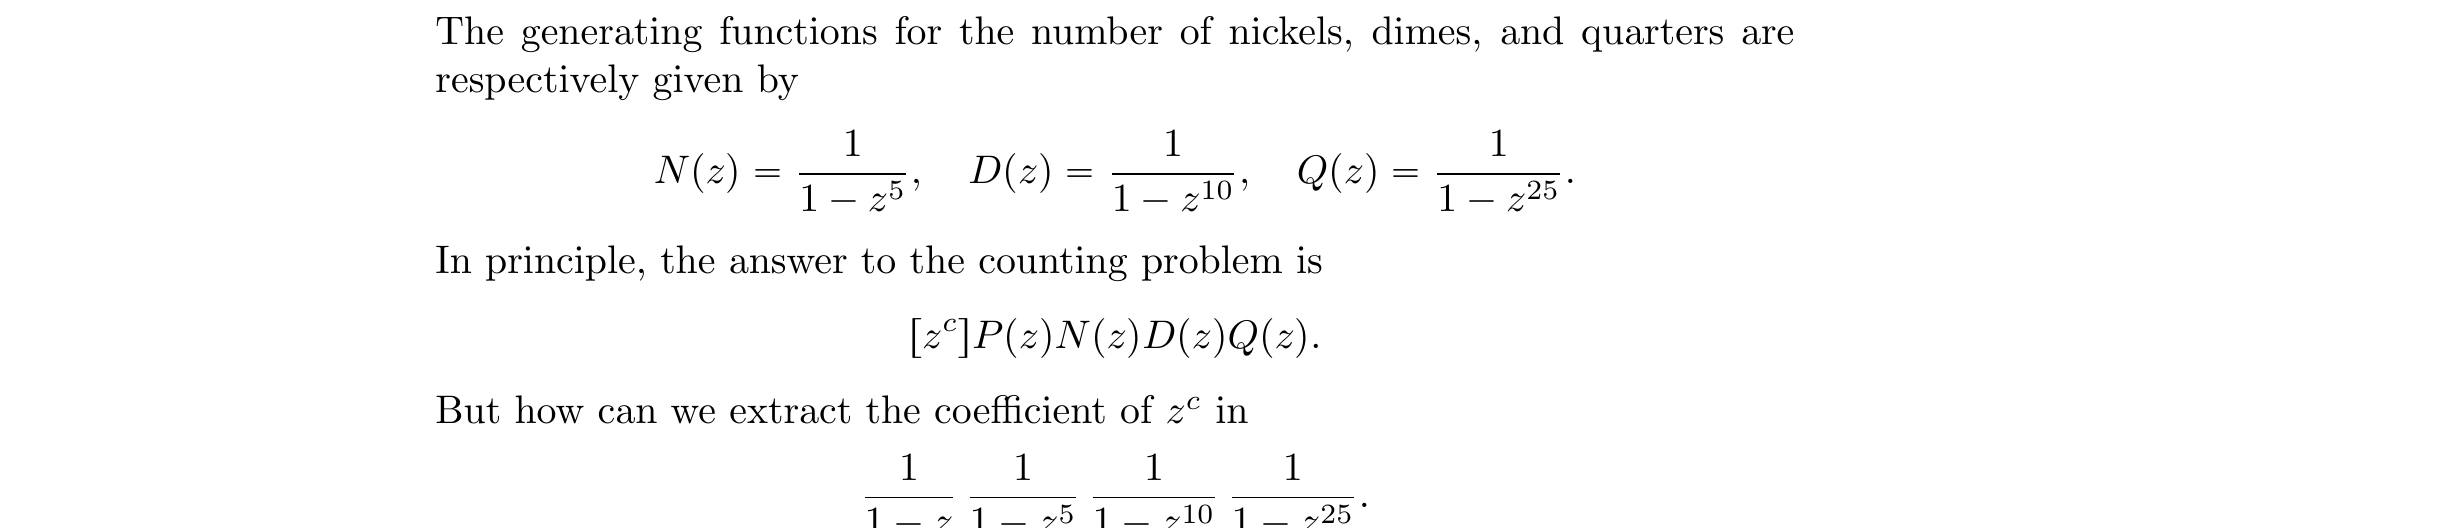 The generating functions for the number of nickels, dimes, and quarters are
respectively given by
N(z) = \frac{1}{1 - z^5}, D(z) = \frac{1}{1 - z^{10}}, Q(z) = \frac{1}{1 - z^{25}}.
In principle, the answer to the counting problem is
[z^c]P(z)N(z)D(z)Q(z).
But how can we extract the coefficient of z^c in
\frac{1}{1 - z} \frac{1}{1 - z^5} \frac{1}{1 - z^{10}} \frac{1}{1 - z^{25}}.